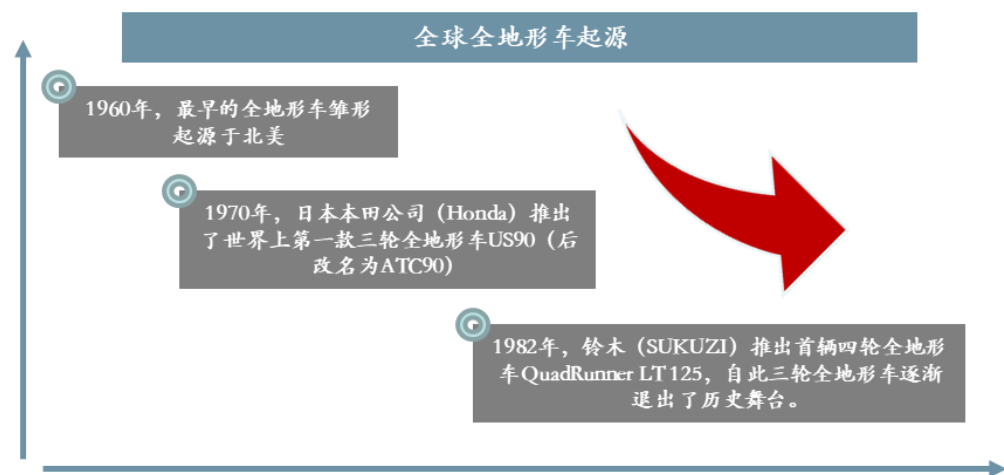 全球全地形车起源
1960年，最早的全地形车雏形
起源于北美
1970年，日本本田公司（Honda）推出
了世界上第一款三轮全地形车US90（后
改名为ATC90）
1982年，铃木（SUKUZI）推出首辆四轮全地形
车QuadRunner LT125，自此三轮全地形车逐渐
退出了历史舞台。